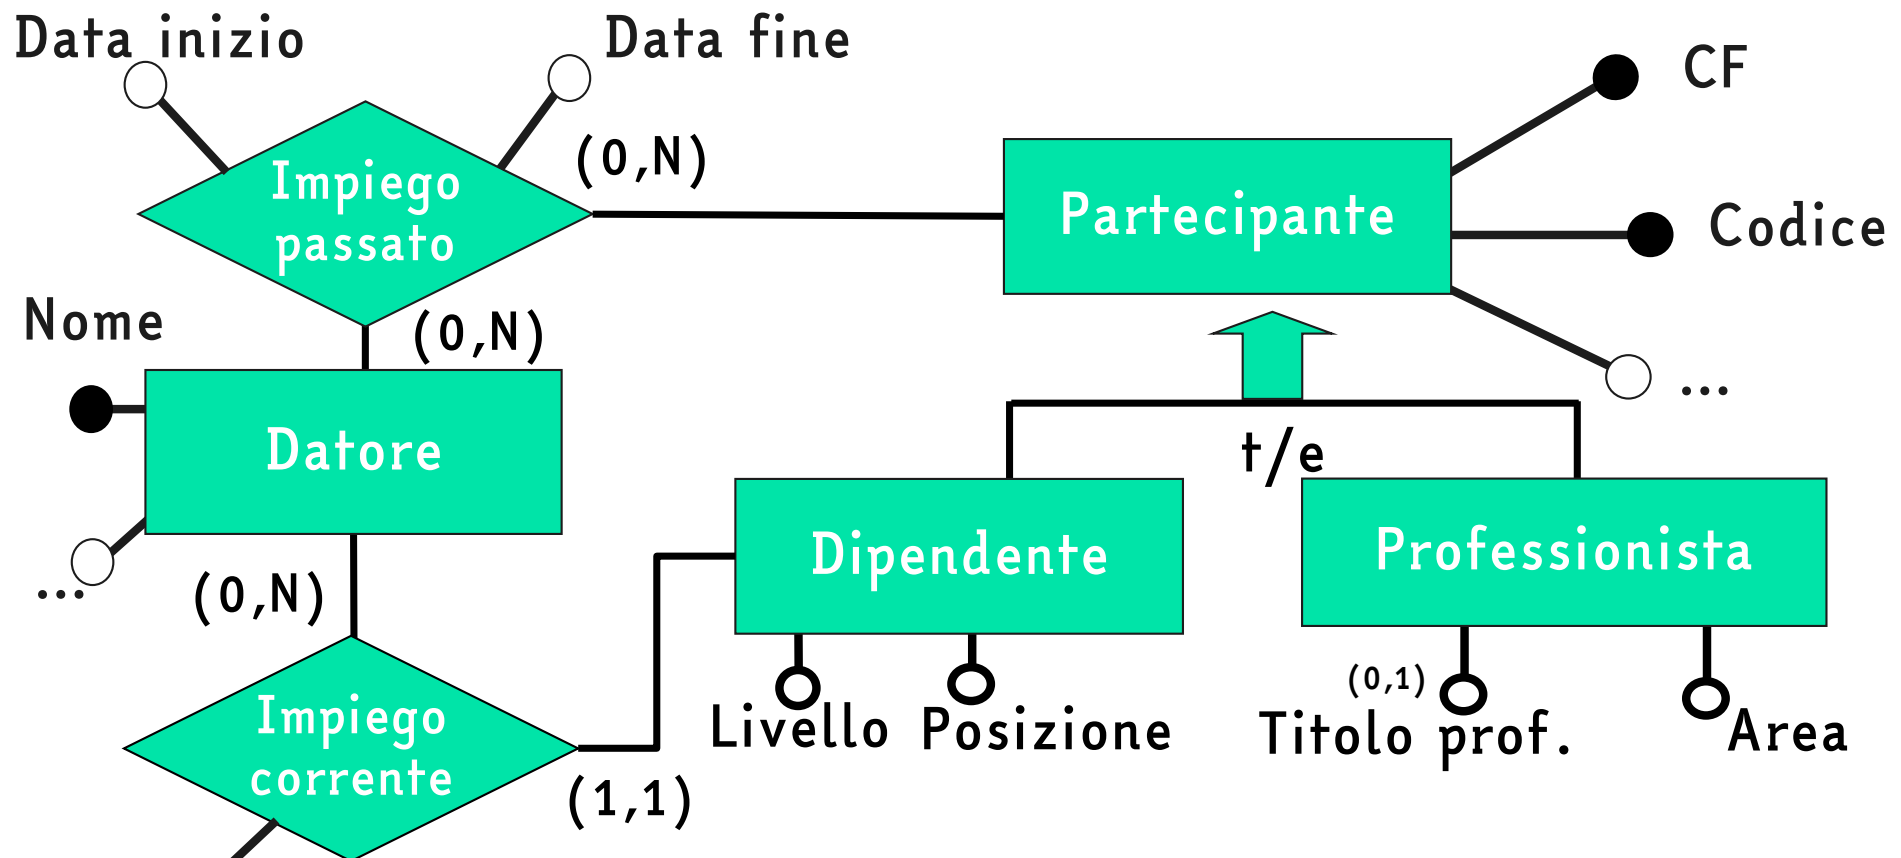 Data inizio
Data fine
CF
Impiego
passato
(0,N)
Partecipante
Codice
Nome
(0,N)
...
Datore
t/e
Dipendente
Professionista
...
(0,N)
Livello
Posizione
(0,1)
Titolo prof.
Area
Impiego
corrente
(1,1)